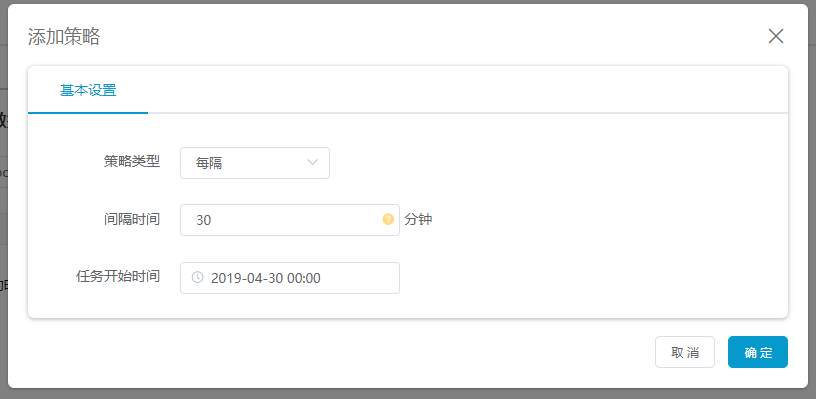 添加策略
基本设置
策略类型 每隔
间隔时间 30 ? 分钟
任务开始时间 2019-04-30 00:00
取消 确定